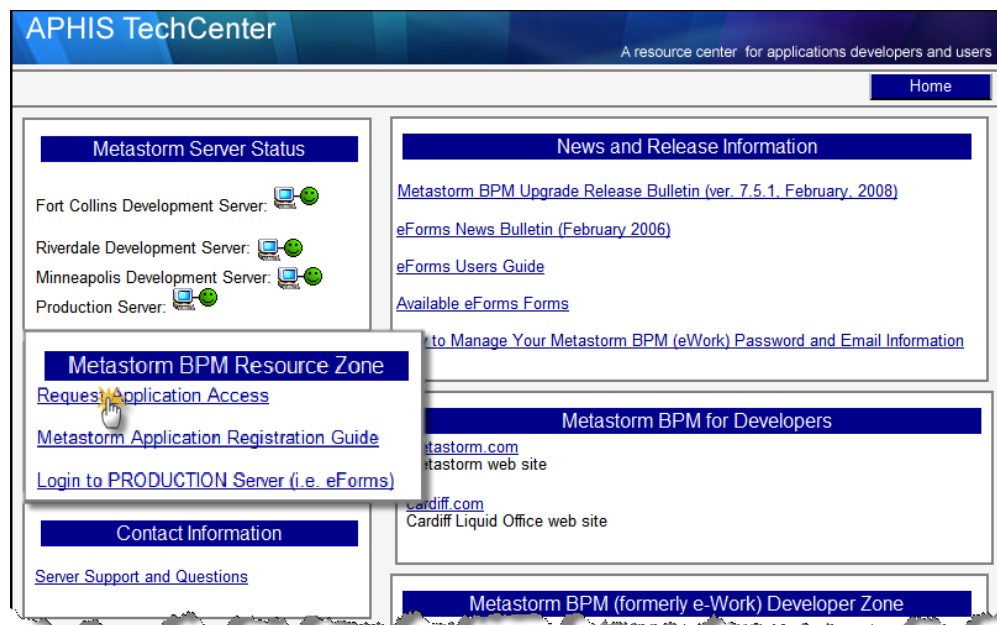 APHIS TechCenter
A resource center for applications developers and users
Home
Metastorm Server Status
Fort Collins Development Server:
Riverdale Development Server:
Minneapolis Development Server:
Production Server:
Metastorm BPM Resource Zone
Request Application Access
Metastorm Application Registration Guide
Login to PRODUCTION Server (i.e. eForms)
Contact Information
Server Support and Questions
News and Release Information
Metastorm BPM Upgrade Release Bulletin (ver. 7.5.1, February, 2008)
eForms News Bulletin (February 2006)
eForms Users Guide
Available eForms Forms
to Manage Your Metastorm BPM (eWork) Password and Email Information
Metastorm BPM for Developers
etastorm.com
etastorm web site
cardiff.com
Cardiff Liquid Office web site
Metastorm BPM (formerly e-Work) Developer Zone